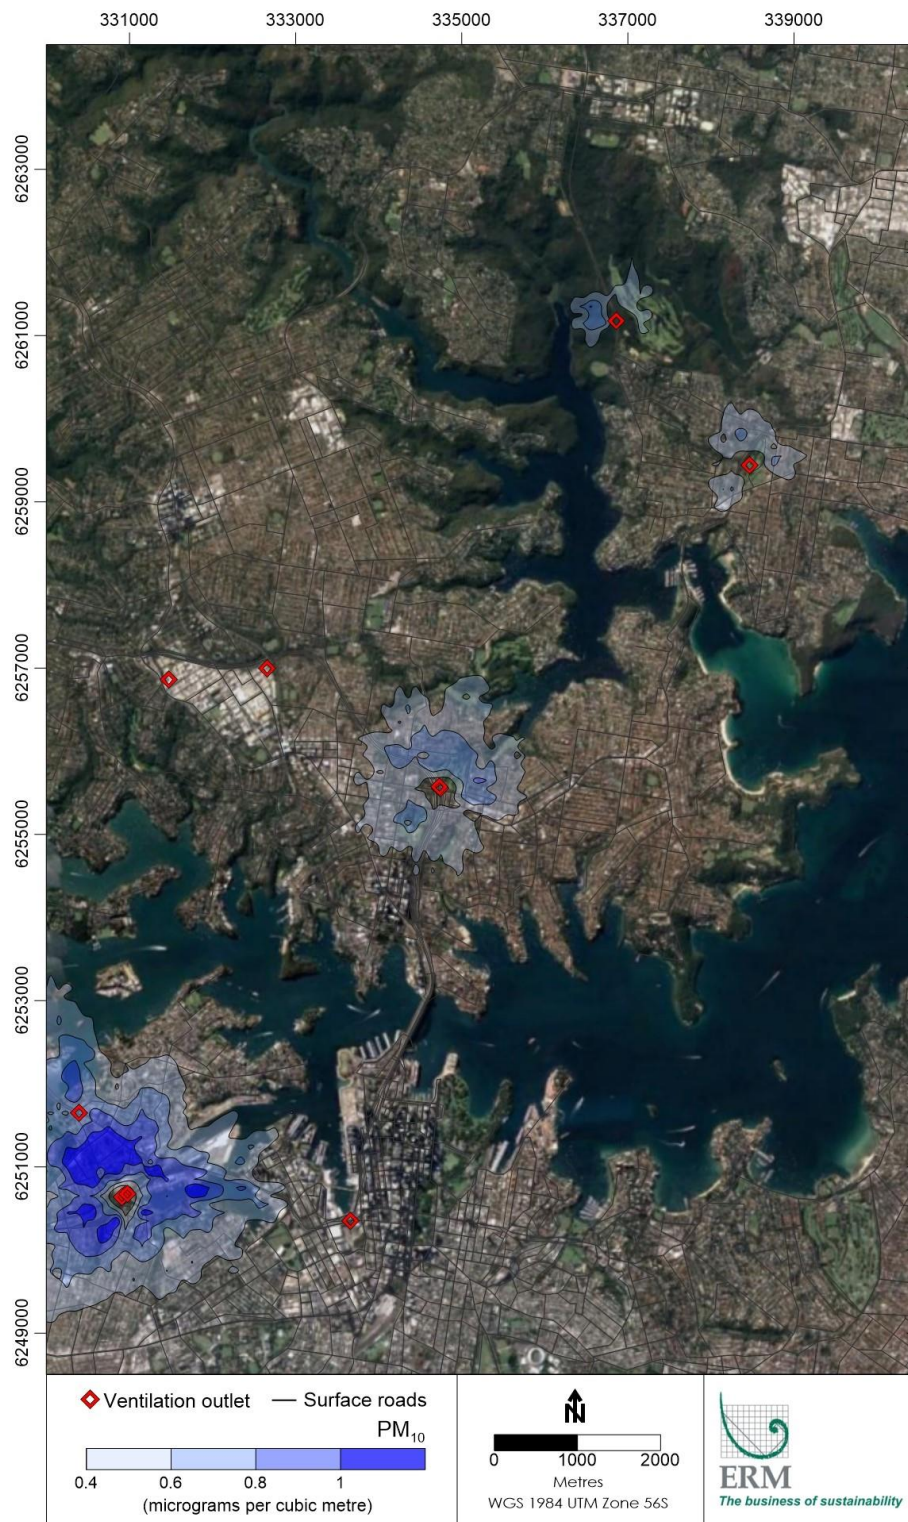 331000 333000 335000 337000 339000
6263000
6261000
6259000
6257000
6255000
6253000
6251000
6249000
Ventilation outlet
Surface roads
PM10
0.4 0.6 0.8 1
(micrograms per cubic metre)
N
0 1000 2000
Metres
WGS 1984 UTM Zone 56S
ERM
The business of sustainability